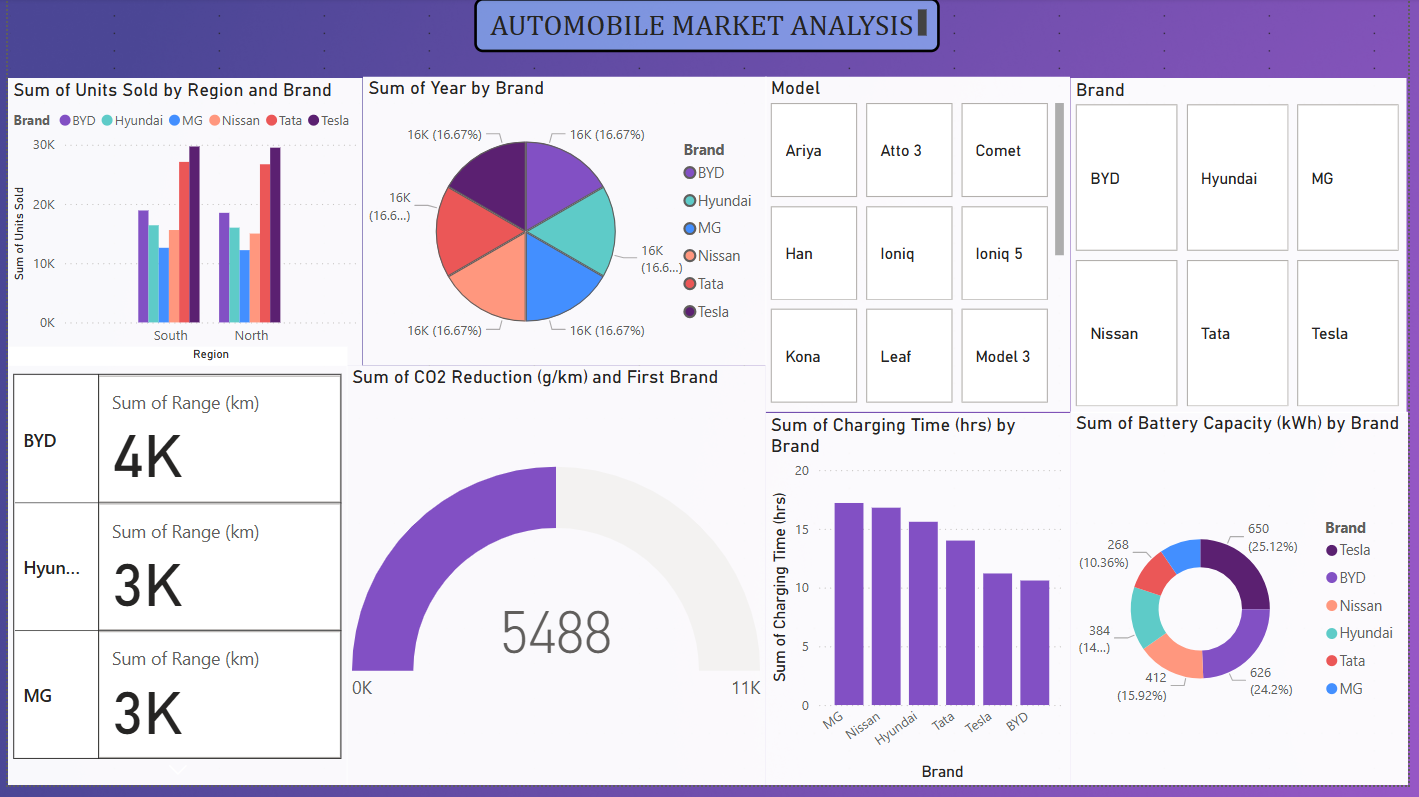 AUTOMOBILE MARKET ANALYSIS
Sum of Units Sold by Region and Brand
Brand BYD Hyundai MG Nissan Tata Tesla
Sum of Units Sold
30K
20K
10K
0K
South North
Region
Sum of Year by Brand
16K (16.67%) 16K (16.67%)
16K
(16.6...)
16K
(16.6...)
16K (16.67%) 16K (16.67%)
Brand
BYD
Hyundai
MG
Nissan
Tata
Tesla
Model
Ariya Atto 3 Comet
Han Ioniq Ioniq 5
Kona Leaf Model 3
Brand
BYD Hyundai MG
Nissan Tata Tesla
BYD
Sum of Range (km)
4K
Hyun...
Sum of Range (km)
3K
MG
Sum of Range (km)
3K
Sum of CO2 Reduction (g/km) and First Brand
5488
0K 11K
Sum of Charging Time (hrs) by
Brand
Sum of Charging Time (hrs)
20
15
10
5
0
MG Nissan Hyundai Tata Tesla BYD
Brand
Sum of Battery Capacity (kWh) by Brand
650
(25.12%)
626
(24.2%)
412
(15.92%)
384
(14...)
268
(10.36%)
Brand
Tesla
BYD
Nissan
Hyundai
Tata
MG